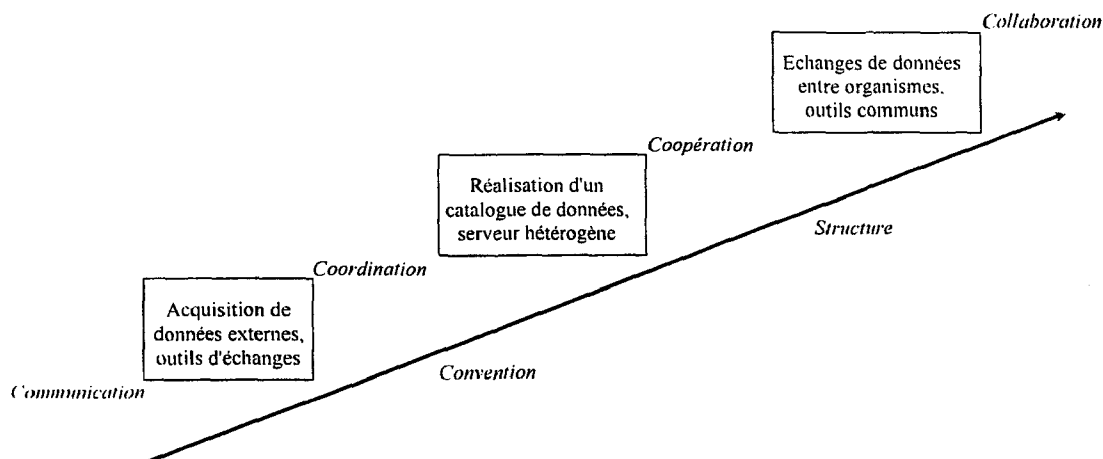 Collaboration
Echanges de données
entre organismes,
outils communs
Coopération
Réalisation d'un
catalogue de données,
serveur hétérogène
Structure
Coordination
Acquisition de
données externes,
outils d'échanges
Convention
Communication